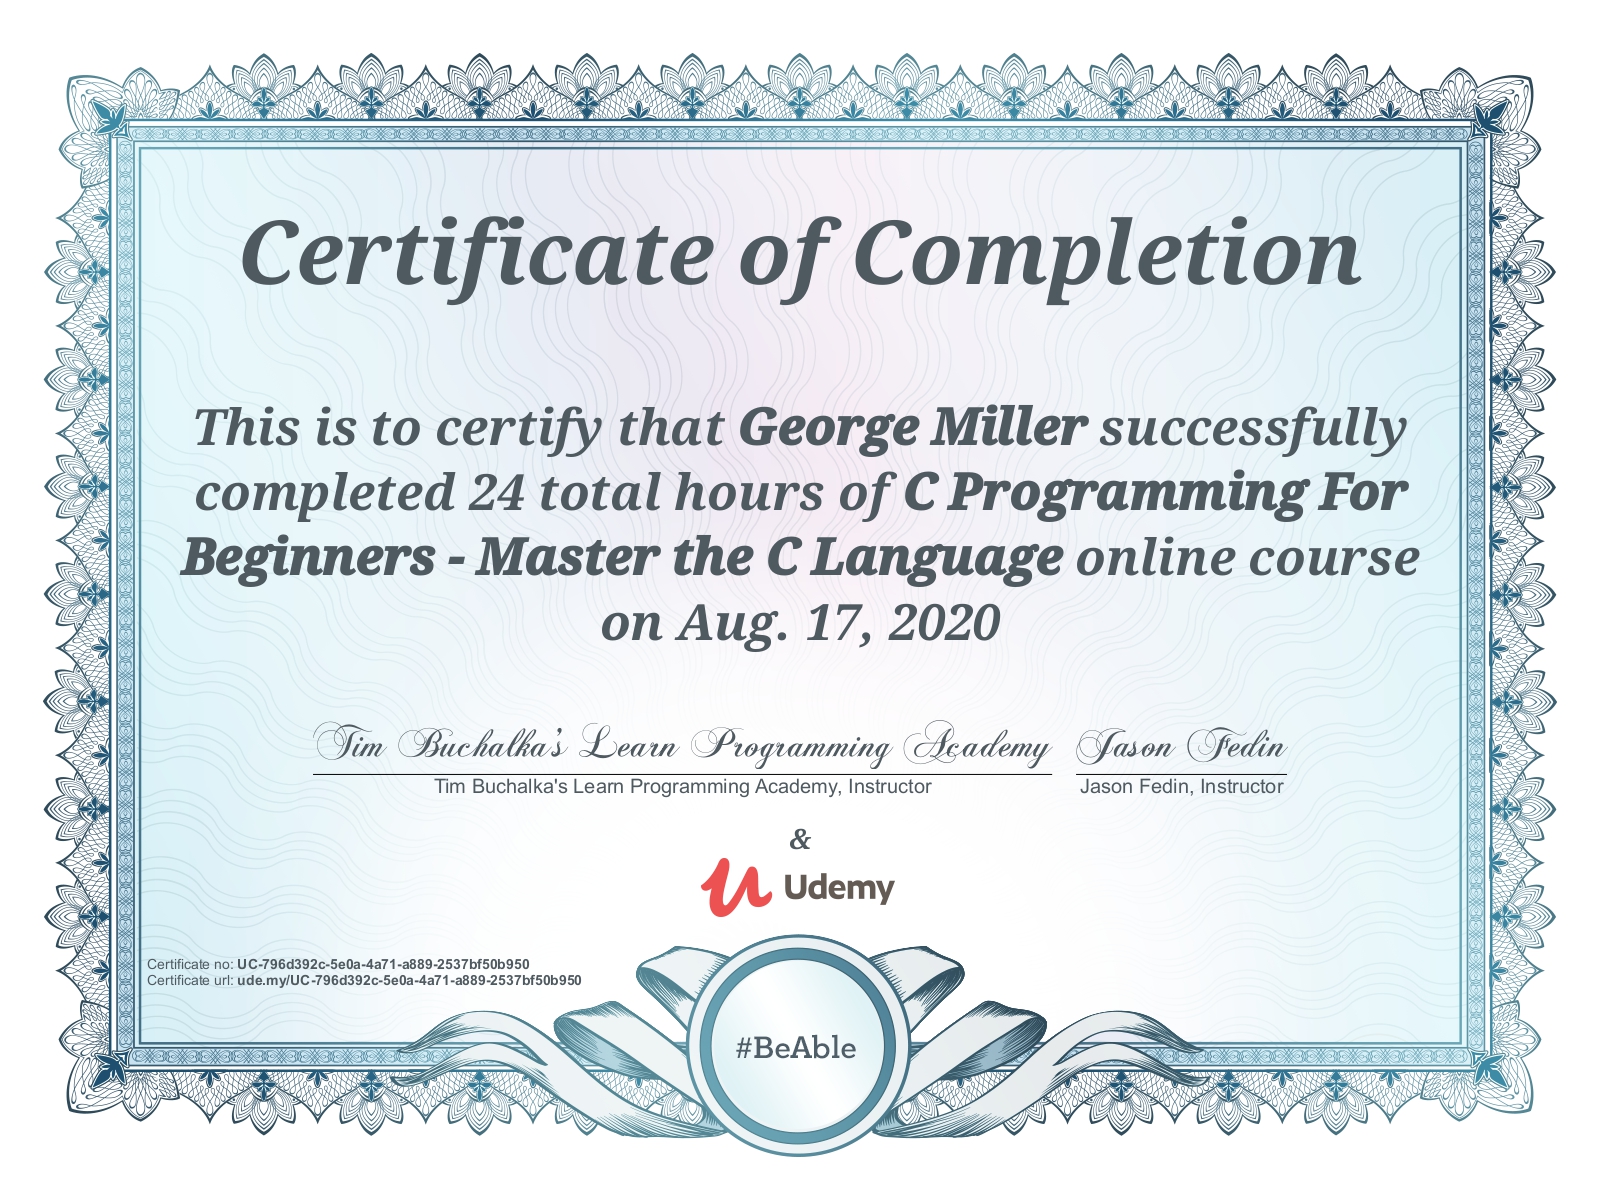 Certificate of Completion
This is to certify that George Miller successfully
completed 24 total hours of C Programming For
Beginners - Master the C Language online course
on Aug. 17, 2020
Tim Buchalka's Learn Programming Academy Jason Fedin
Tim Buchalka's Learn Programming Academy, Instructor Jason Fedin, Instructor
&
Udemy
Certificate no: UC-796d392c-5e0a-4a71-a889-2537bf50b950
Certificate url: ude.my/UC-796d392c-5e0a-4a71-a889-2537bf50b950
#BeAble